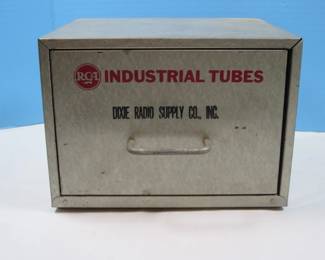 RCA INDUSTRIAL TUBES
DIXIE RADIO SUPPLY CO., INC.